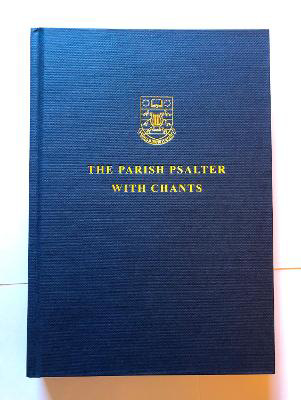 THE PARISH PSALTER
WITH CHANTS